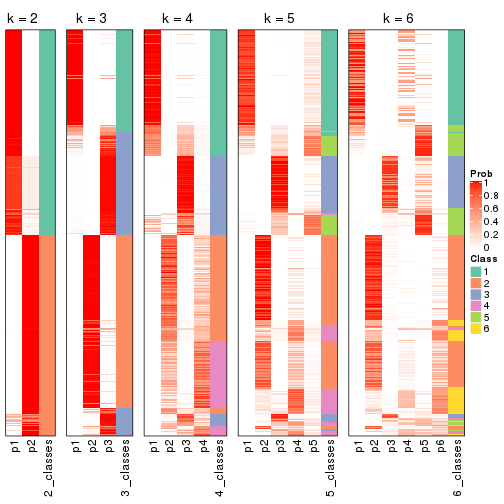 k = 2
k = 3
k = 4
k = 5
k = 6
Prob
1
0.8
0.6
0.4
0.2
0
Class
1
2
3
4
5
6
p1
p2
2_classes
p1
p2
p3
3_classes
p1
p2
p3
p4
4_classes
p1
p2
p3
p4
p5
5_classes
p1
p2
p3
p4
p5
p6
6_classes